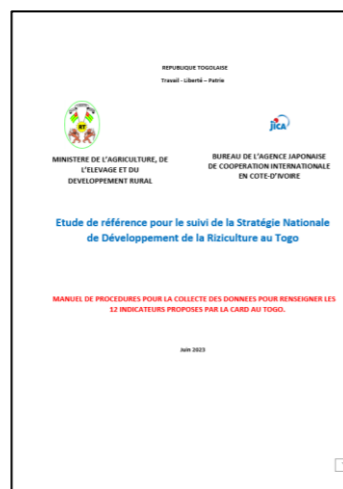 REPUBLIQUE TOGOLAISE
Travail - Liberté – Patrie
RT
jica
MINISTERE DE L'AGRICULTURE, DE
L'ELEVAGE ET DU
DEVELOPPEMENT RURAL
BUREAU DE L'AGENCE JAPONAISE
DE COOPERATION INTERNATIONALE
EN COTE-D'IVOIRE
Etude de référence pour le suivi de la Stratégie Nationale
de Développement de la Riziculture au Togo
MANUEL DE PROCEDURES POUR LA COLLECTE DES DONNEES POUR RENSEIGNER LES
12 INDICATEURS PROPOSES PAR LA CARD AU TOGO.
Juin 2023